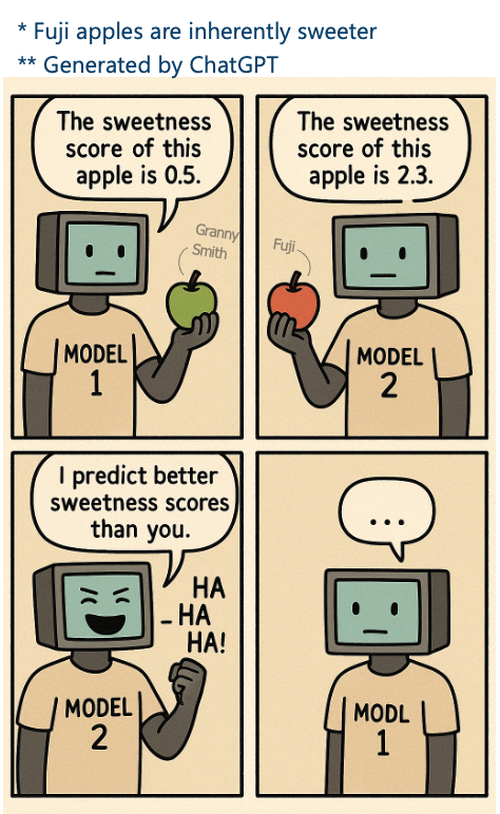 * Fuji apples are inherently sweeter
** Generated by ChatGPT
The sweetness
score of this
apple is 0.5.
Granny
Smith
MODEL
1
The sweetness
score of this
apple is 2.3.
Fuji
MODEL
2
I predict better
sweetness scores
than you.
HA
-HA
HA!
MODEL
2
...
MODL
1